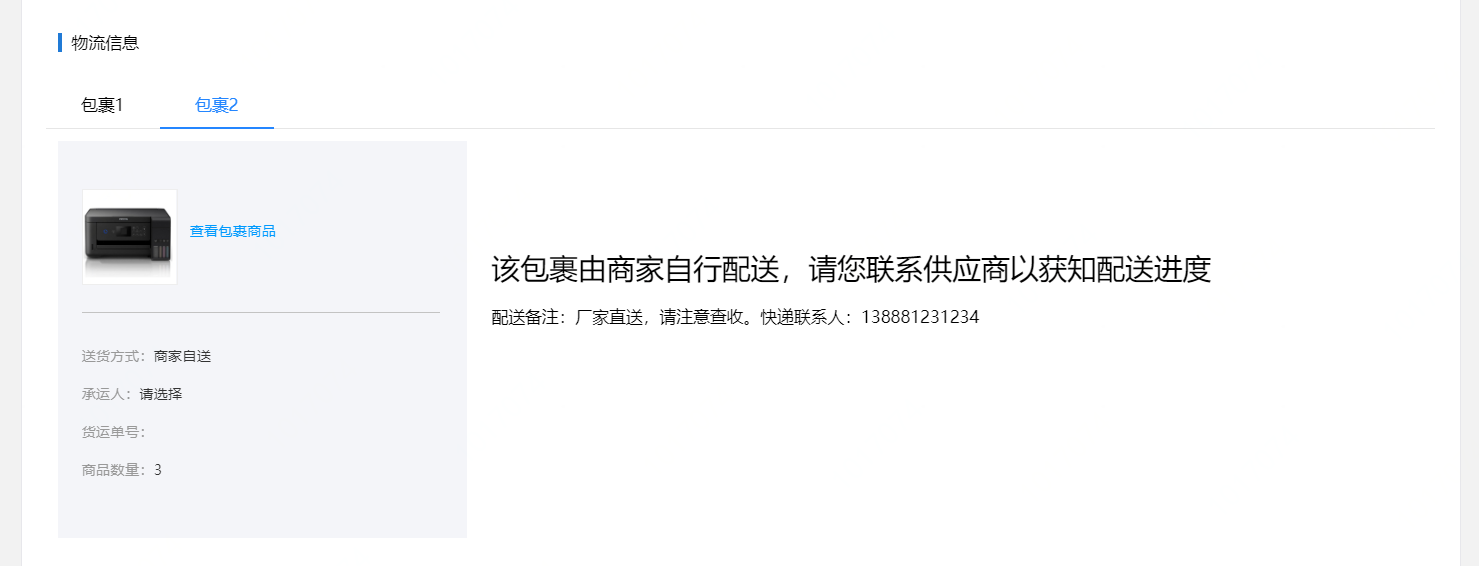 物流信息
包裹1
包裹2
查看包裹商品
送货方式：商家自送
承运人：请选择
货运单号：
商品数量：3
该包裹由商家自行配送，请您联系供应商以获知配送进度
配送备注：厂家直送，请注意查收。快递联系人：138881231234